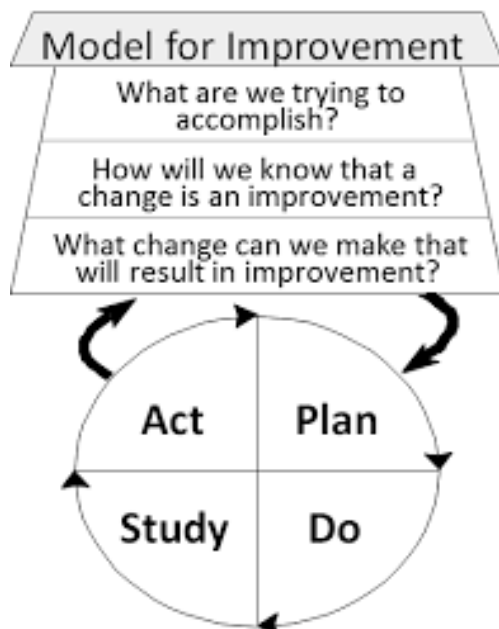 Model for Improvement
What are we trying to
accomplish?
How will we know that a
change is an improvement?
What change can we make that
will result in improvement?
Act
Plan
Study
Do